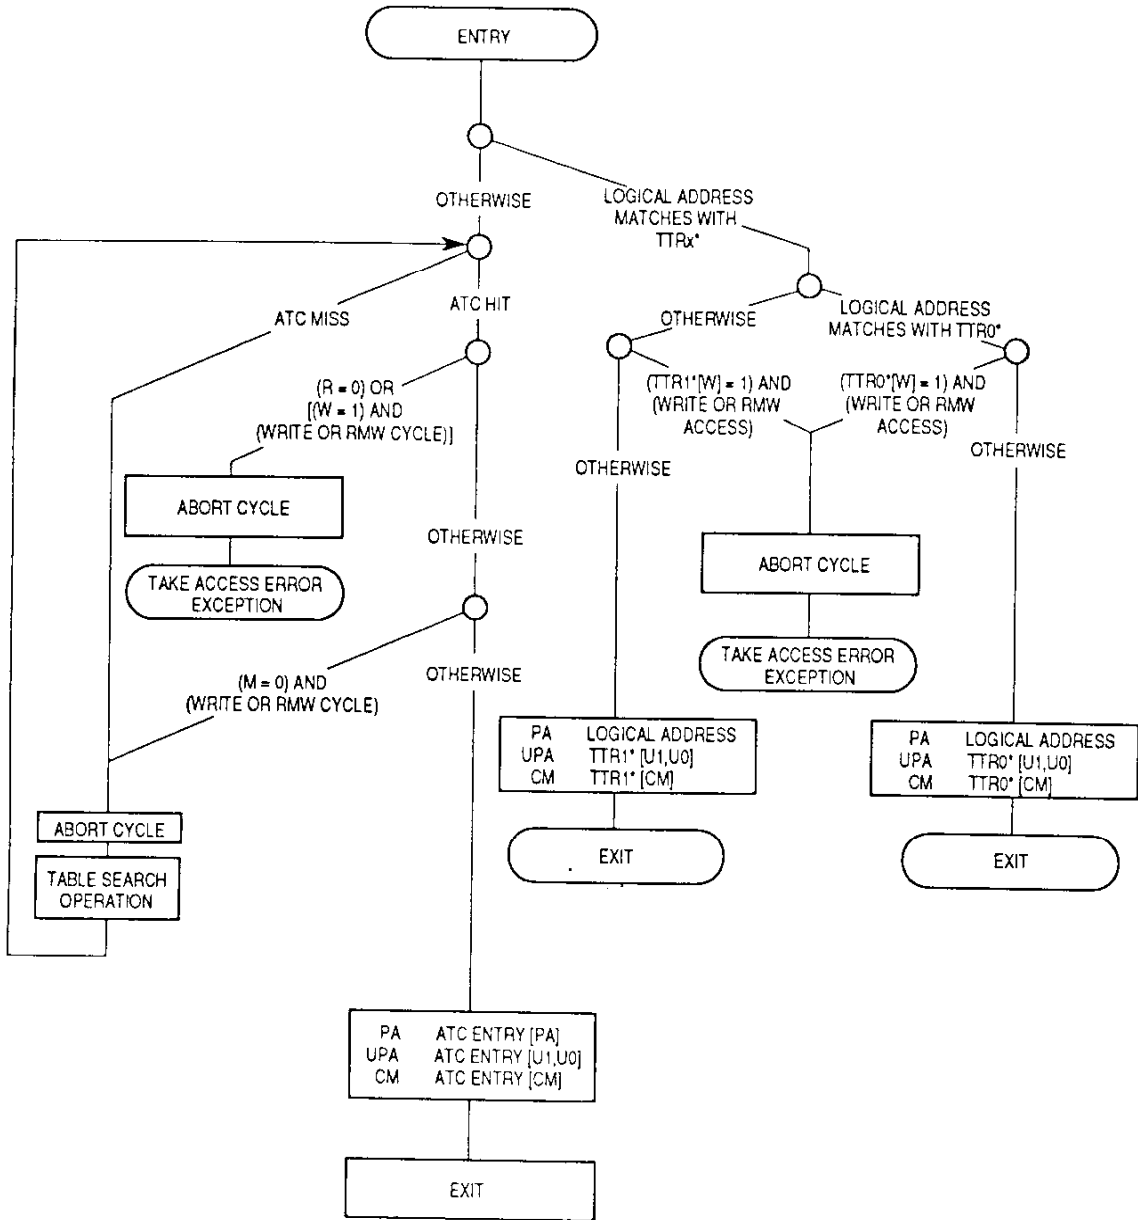 ENTRY
OTHERWISE
LOGICAL ADDRESS
MATCHES WITH
TTRx*
ATC MISS
ATC HIT
OTHERWISE
LOGICAL ADDRESS
MATCHES WITH TTR0*
(R = 0) OR
[(W = 1) AND
(WRITE OR RMW CYCLE)]
(TTR1*[W] = 1) AND
(WRITE OR RMW
ACCESS)
(TTR0*[W] = 1) AND
(WRITE OR RMW
ACCESS)
OTHERWISE
OTHERWISE
ABORT CYCLE
OTHERWISE
ABORT CYCLE
TAKE ACCESS ERROR
EXCEPTION
TAKE ACCESS ERROR
EXCEPTION
(M = 0) AND
(WRITE OR RMW CYCLE)
OTHERWISE
PA LOGICAL ADDRESS
UPA TTR1* [U1,U0]
CM TTR1* [CM]
PA LOGICAL ADDRESS
UPA TTR0* [U1,U0]
CM TTR0* [CM]
ABORT CYCLE
TABLE SEARCH
OPERATION
EXIT
EXIT
PA ATC ENTRY [PA]
UPA ATC ENTRY [U1,U0]
CM ATC ENTRY [CM]
EXIT